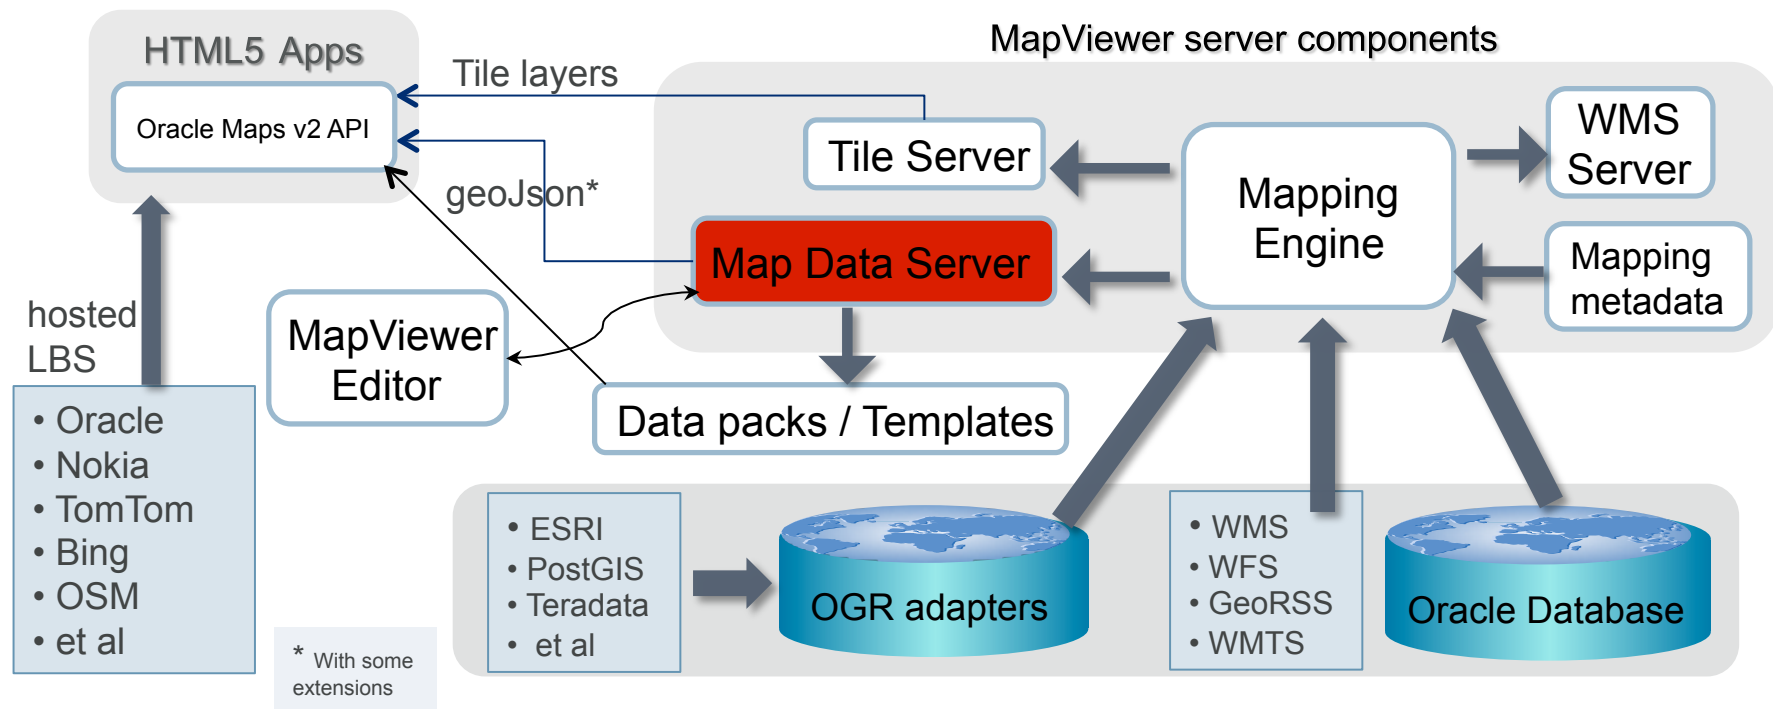 HTML5 Apps
Oracle Maps v2 API
MapViewer server components
Tile layers
geoJson*
Tile Server
Map Data Server
Mapping
Engine
WMS
Server
Mapping
metadata
hosted
LBS
MapViewer
Editor
Data packs / Templates
• Oracle
• Nokia
• TomTom
• Bing
• OSM
• et al
* With some
extensions
• ESRI
• PostGIS
• Teradata
• et al
OGR adapters
• WMS
• WFS
• GeoRSS
• WMTS
Oracle Database